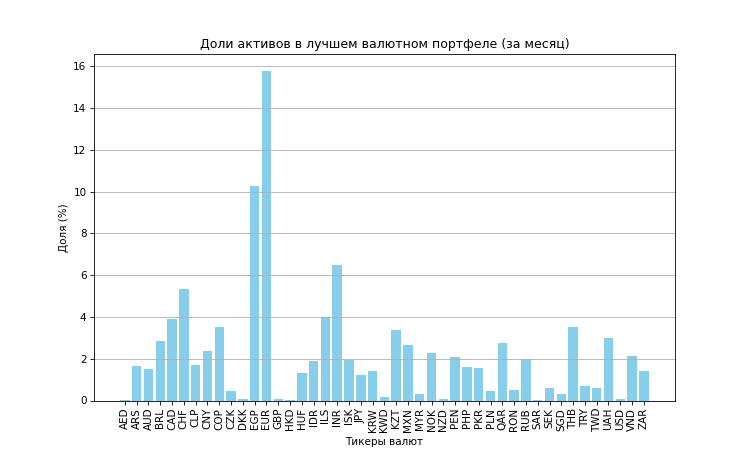 Доли активов в лучшем валютном портфеле (за месяц)
Доля (%)
16
14
12
10
8
6
4
2
0
AED ARS AUD BRL CAD CHF CLP CNY COP CZK DKK EGP EUR GBP HKD HUF IDR ILS INR ISK JPY KRW KWD KZT MXN MYR NOK NZD PEN PHP PKR PLN QAR RON RUB SAR SEK SGD THB TRY TWD UAH USD VND ZAR
Тикеры валют